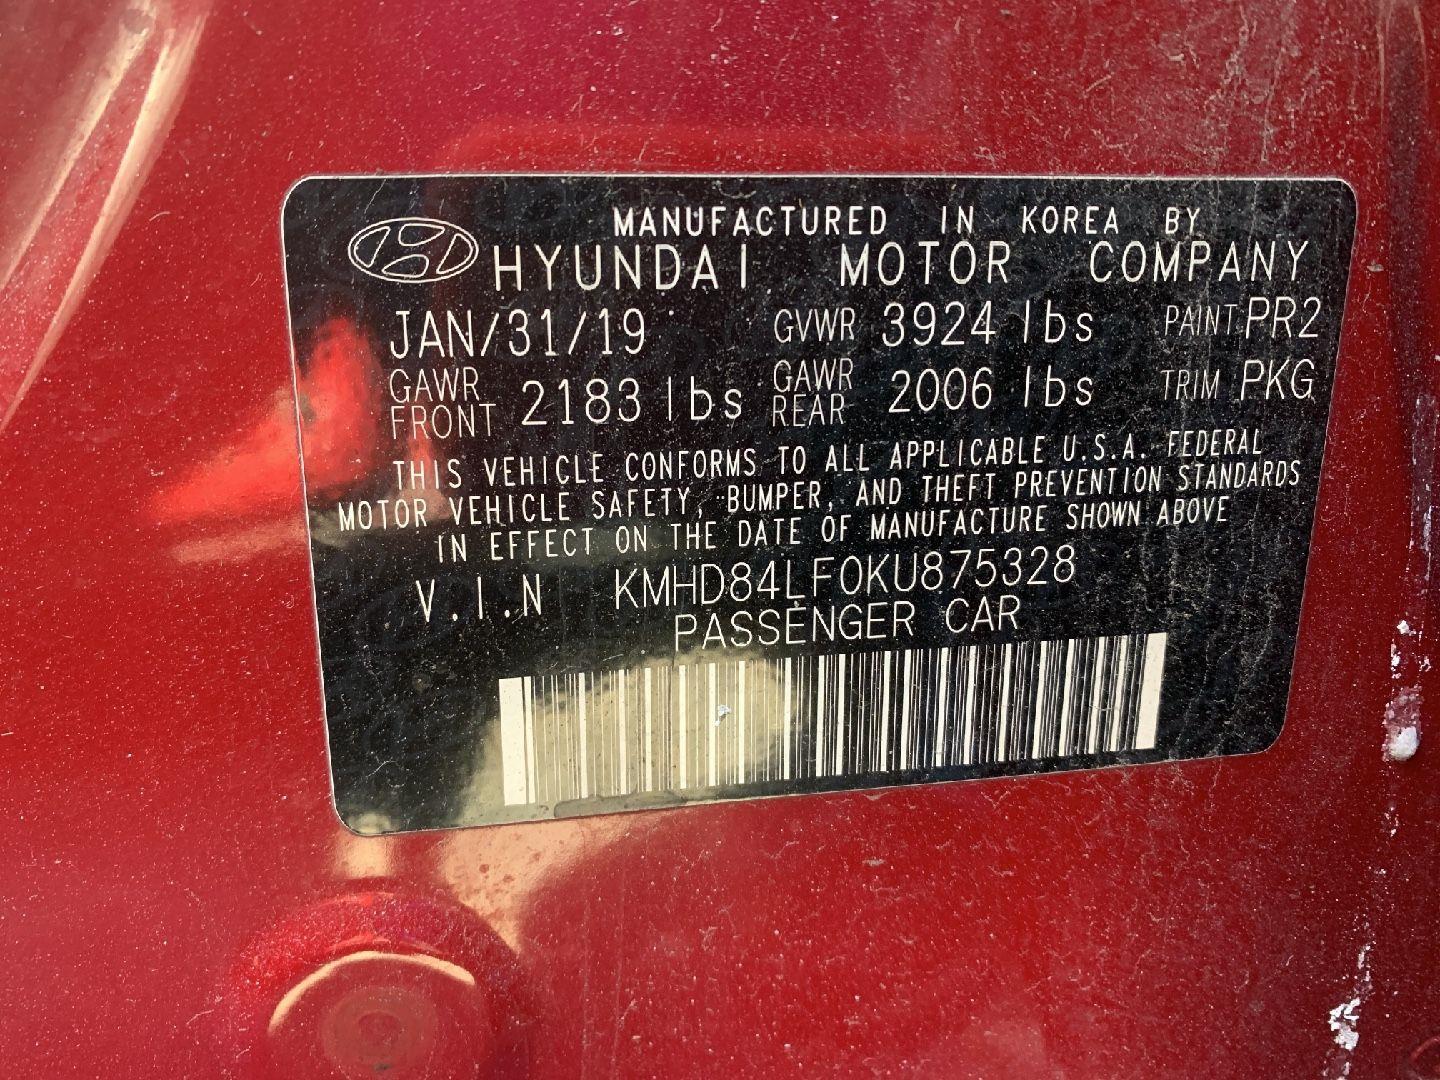 MANUFACTURED IN KOREA BY
HYUNDAI MOTOR COMPANY
JAN/31/19 GVWR 3924 lbs PAINT PR2
GAWR FRONT 2183 lbs GAWR REAR 2006 lbs TRIM PKG
THIS VEHICLE CONFORMS TO ALL APPLICABLE U.S.A. FEDERAL
MOTOR VEHICLE SAFETY, BUMPER, AND THEFT PREVENTION STANDARDS
IN EFFECT ON THE DATE OF MANUFACTURE SHOWN ABOVE
V.I.N KMHD84LF0KU875328
PASSENGER CAR